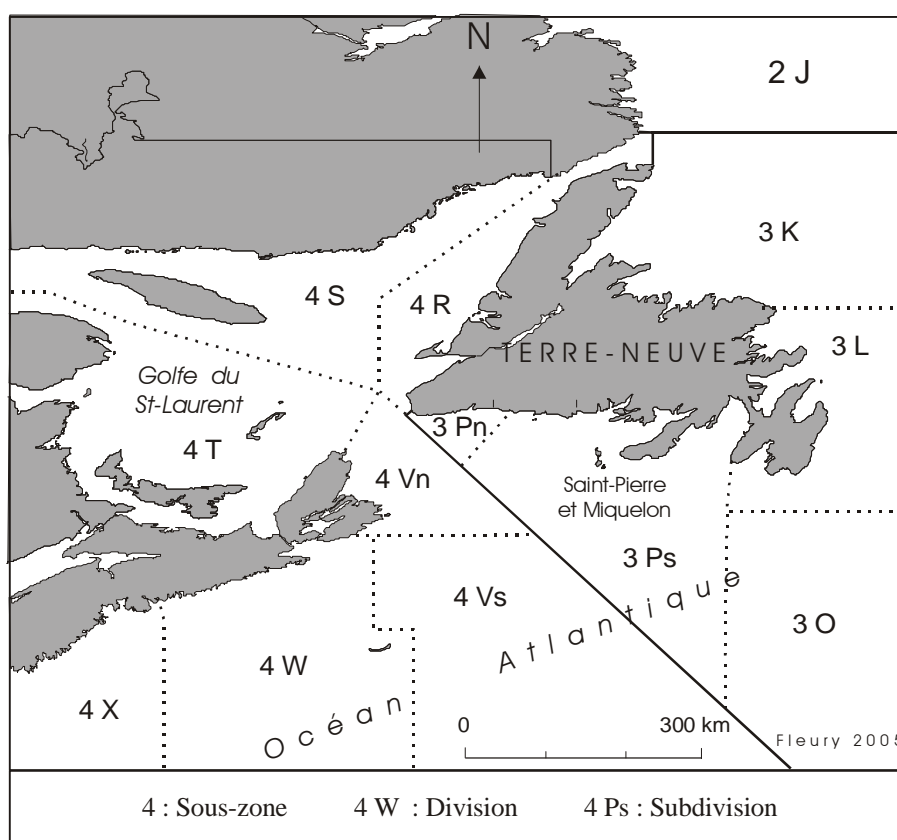 N
2 J
3 K
4 S
4 R
TERRE-NEUVE
3 L
Golfe du
St-Laurent
3 Pn
4 T
4 Vn
Saint-Pierre
et Miquelon
3 Ps
4 Vs
3 O
4 W
4 X
Océan Atlantique
0 300 km
Fleury 2005
4 : Sous-zone 4 W : Division 4 Ps : Subdivision